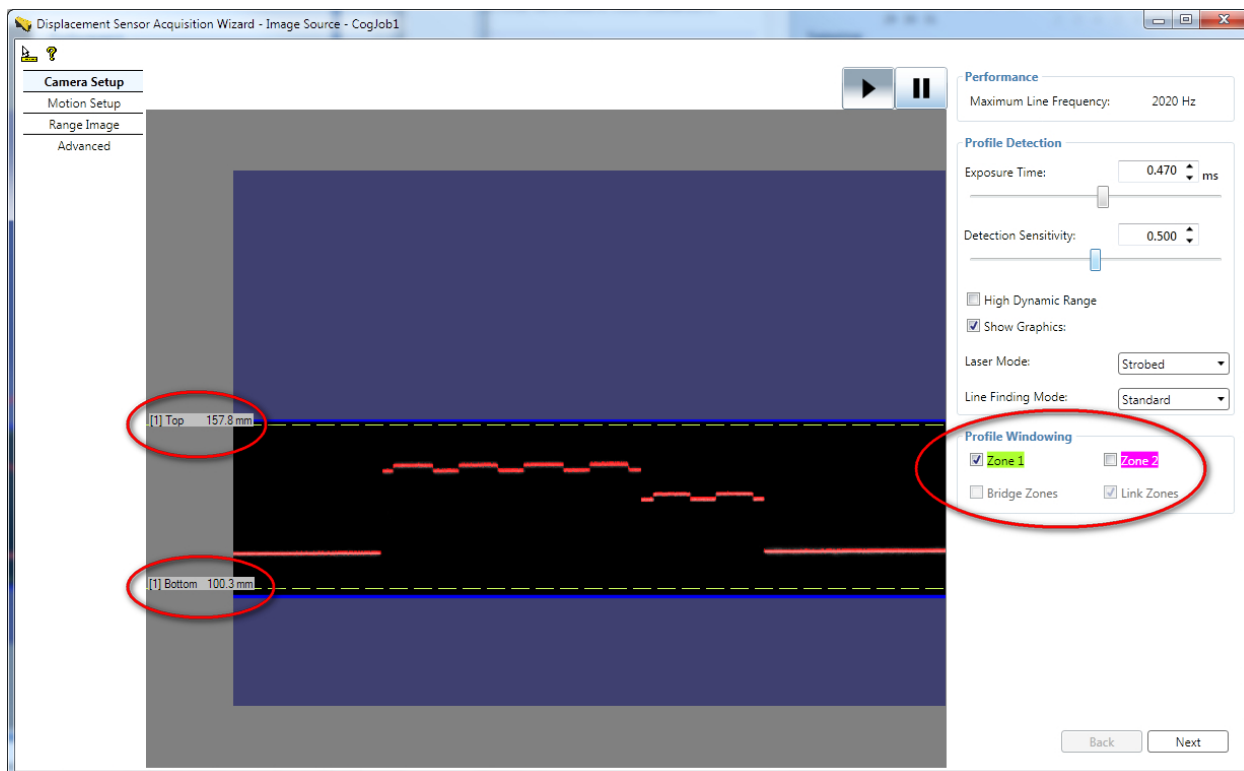 Displacement Sensor Acquisition Wizard - Image Source - CogJob1
Camera Setup
Motion Setup
Range Image
Advanced
[1] Top 157.8 mm
[1] Bottom 100.3 mm
Performance
Maximum Line Frequency: 2020 Hz
Profile Detection
Exposure Time: 0.470 ms
Detection Sensitivity: 0.500
High Dynamic Range
Show Graphics:
Laser Mode: Strobed
Line Finding Mode: Standard
Profile Windowing
Zone 1 Zone 2
Bridge Zones Link Zones
Back Next